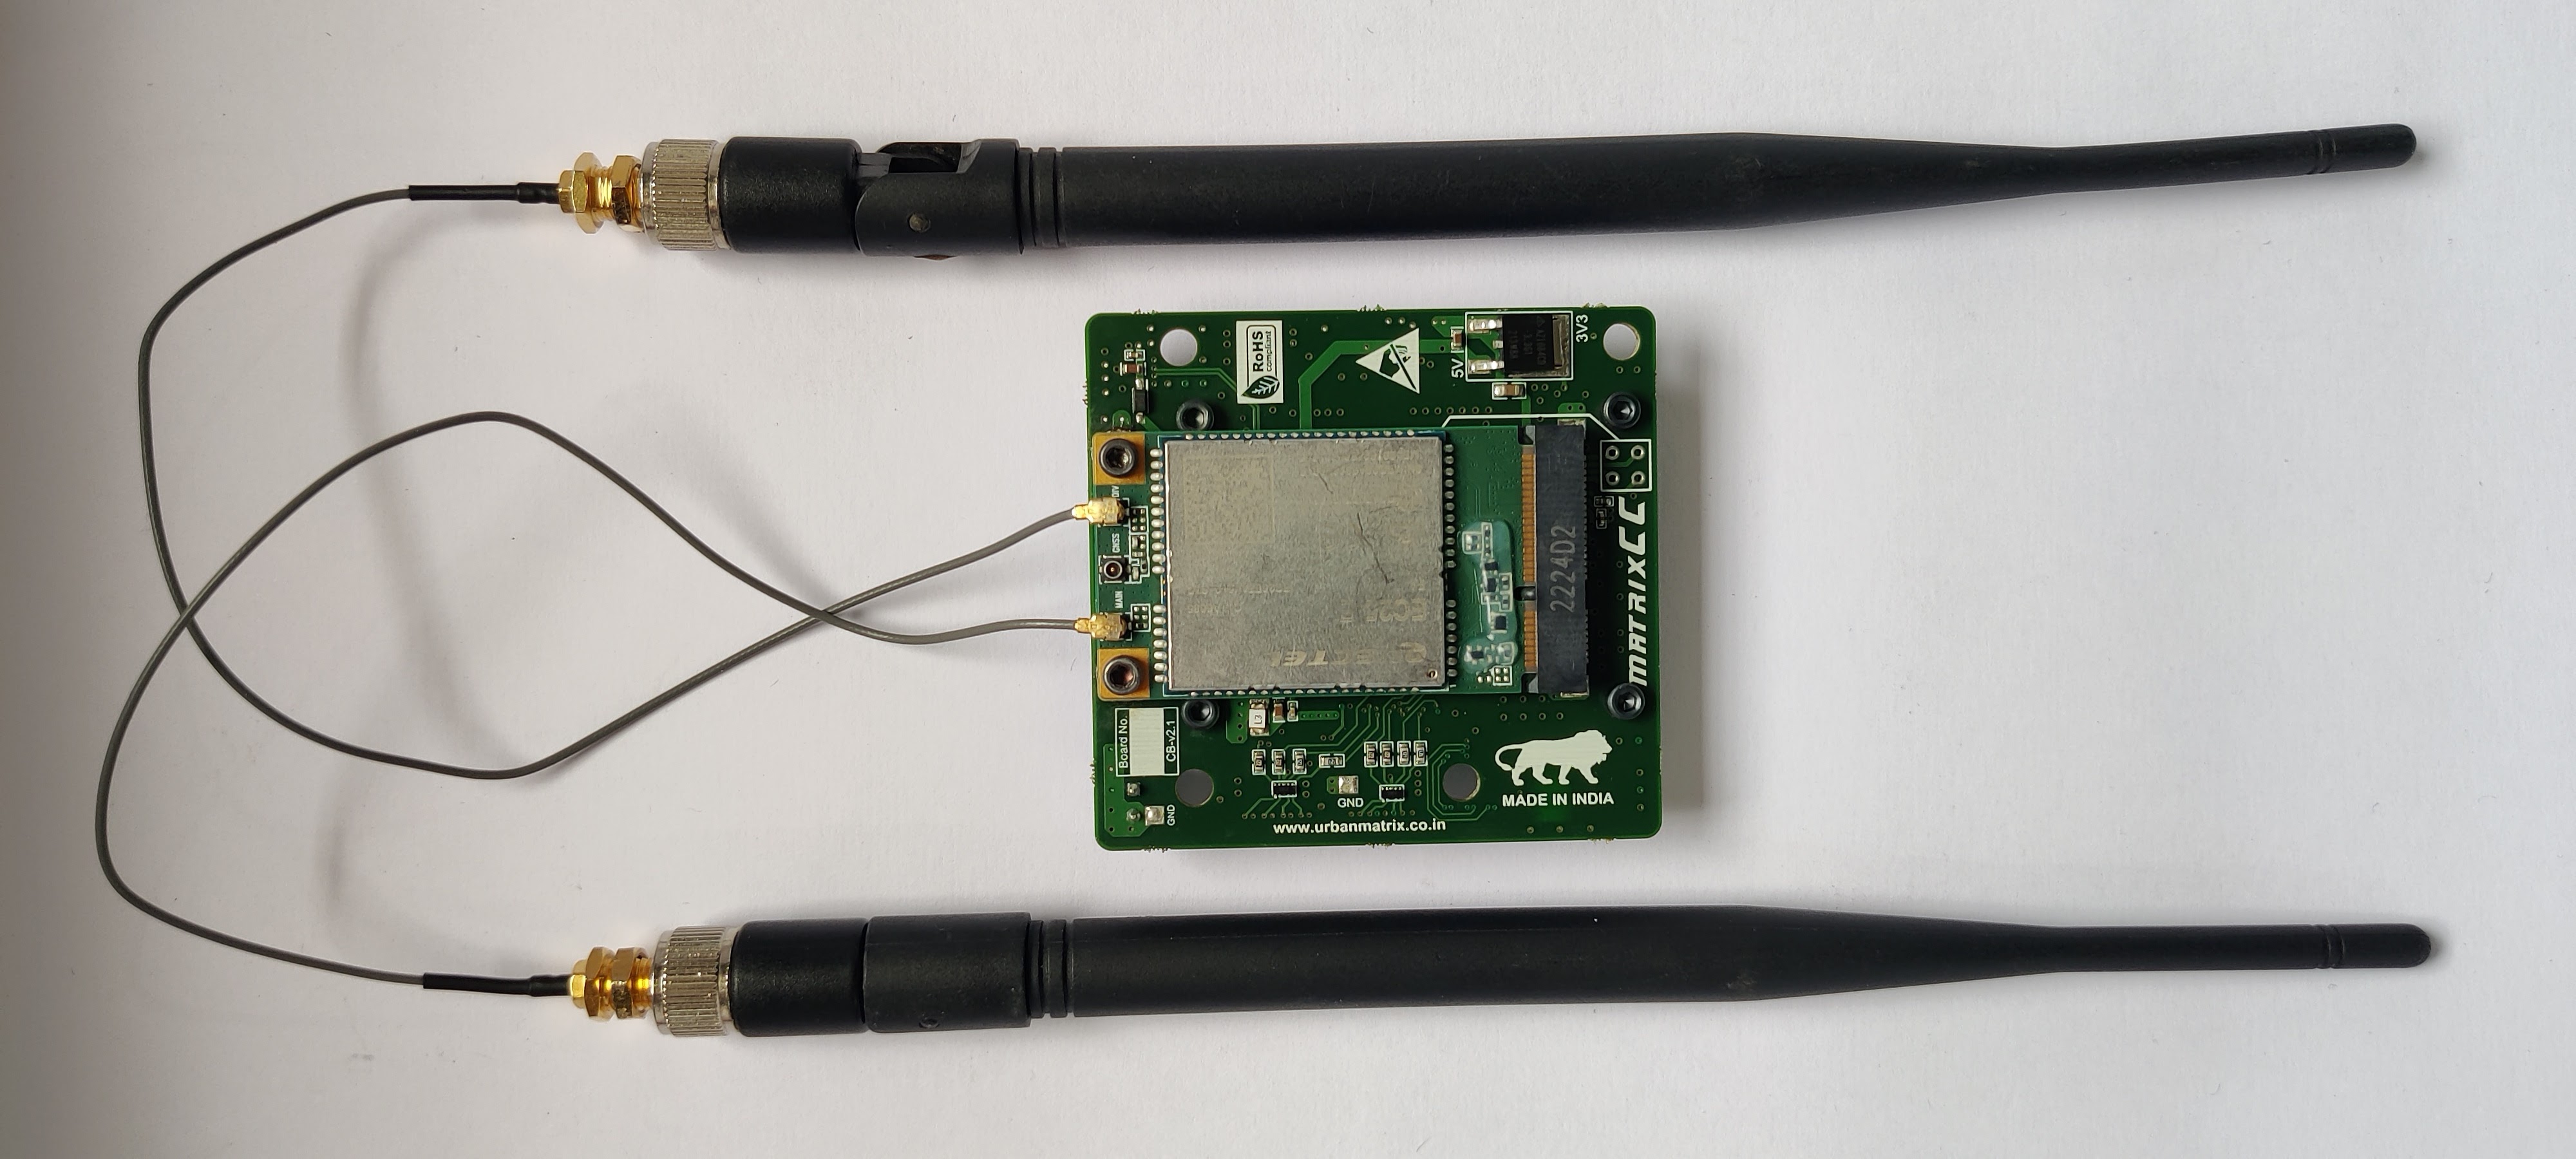 RoHS
compliant
5V
3V3
DIV
GNSS
MAIN
2224D2
MATRIXCC
Board No.
CB-v2.1
GND
GND
MADE IN INDIA
www.urbanmatrix.co.in
L3